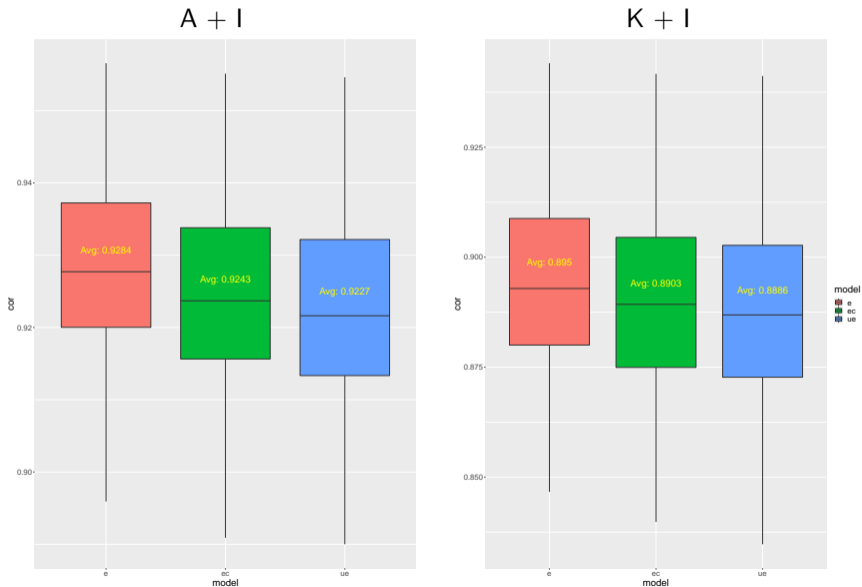 A + I
cor
0.94
0.92
0.90
Avg: 0.9284
Avg: 0.9243
Avg: 0.9227
e
ec
ue
model
K + I
cor
0.925
0.900
0.875
0.850
Avg: 0.895
Avg: 0.8903
Avg: 0.8886
e
ec
ue
model
model
e
ec
ue